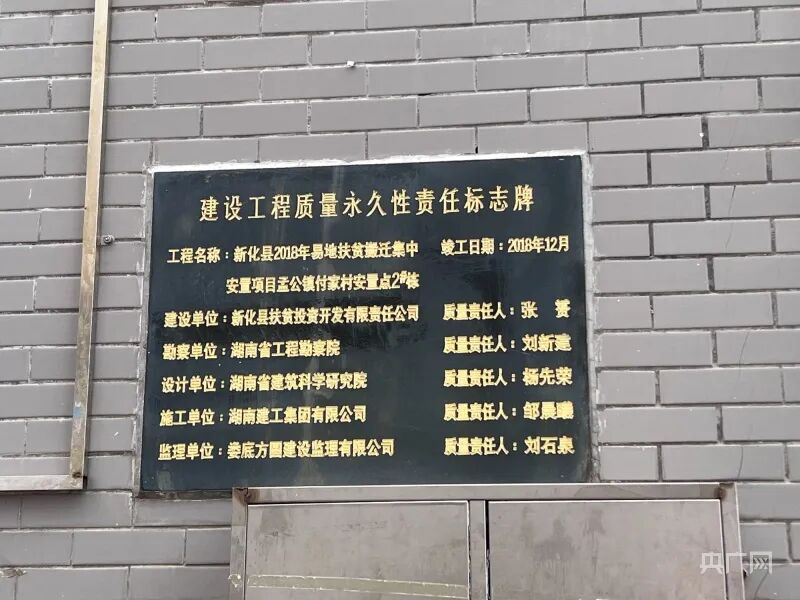 建设工程质量永久性责任标志牌
工程名称：新化县2018年易地扶贫搬迁集中 竣工日期：2018年12月
安置项目孟公镇付家村安置点2#栋
建设单位：新化县扶贫投资开发有限责任公司 质量责任人：张 赟
勘察单位：湖南省工程勘察院 质量责任人：刘新建
设计单位：湖南省建筑科学研究院 质量责任人：杨先荣
施工单位：湖南建工集团有限公司 质量责任人：邹晨曦
监理单位：娄底方圆建设监理有限公司 质量责任人：刘石泉
央广网